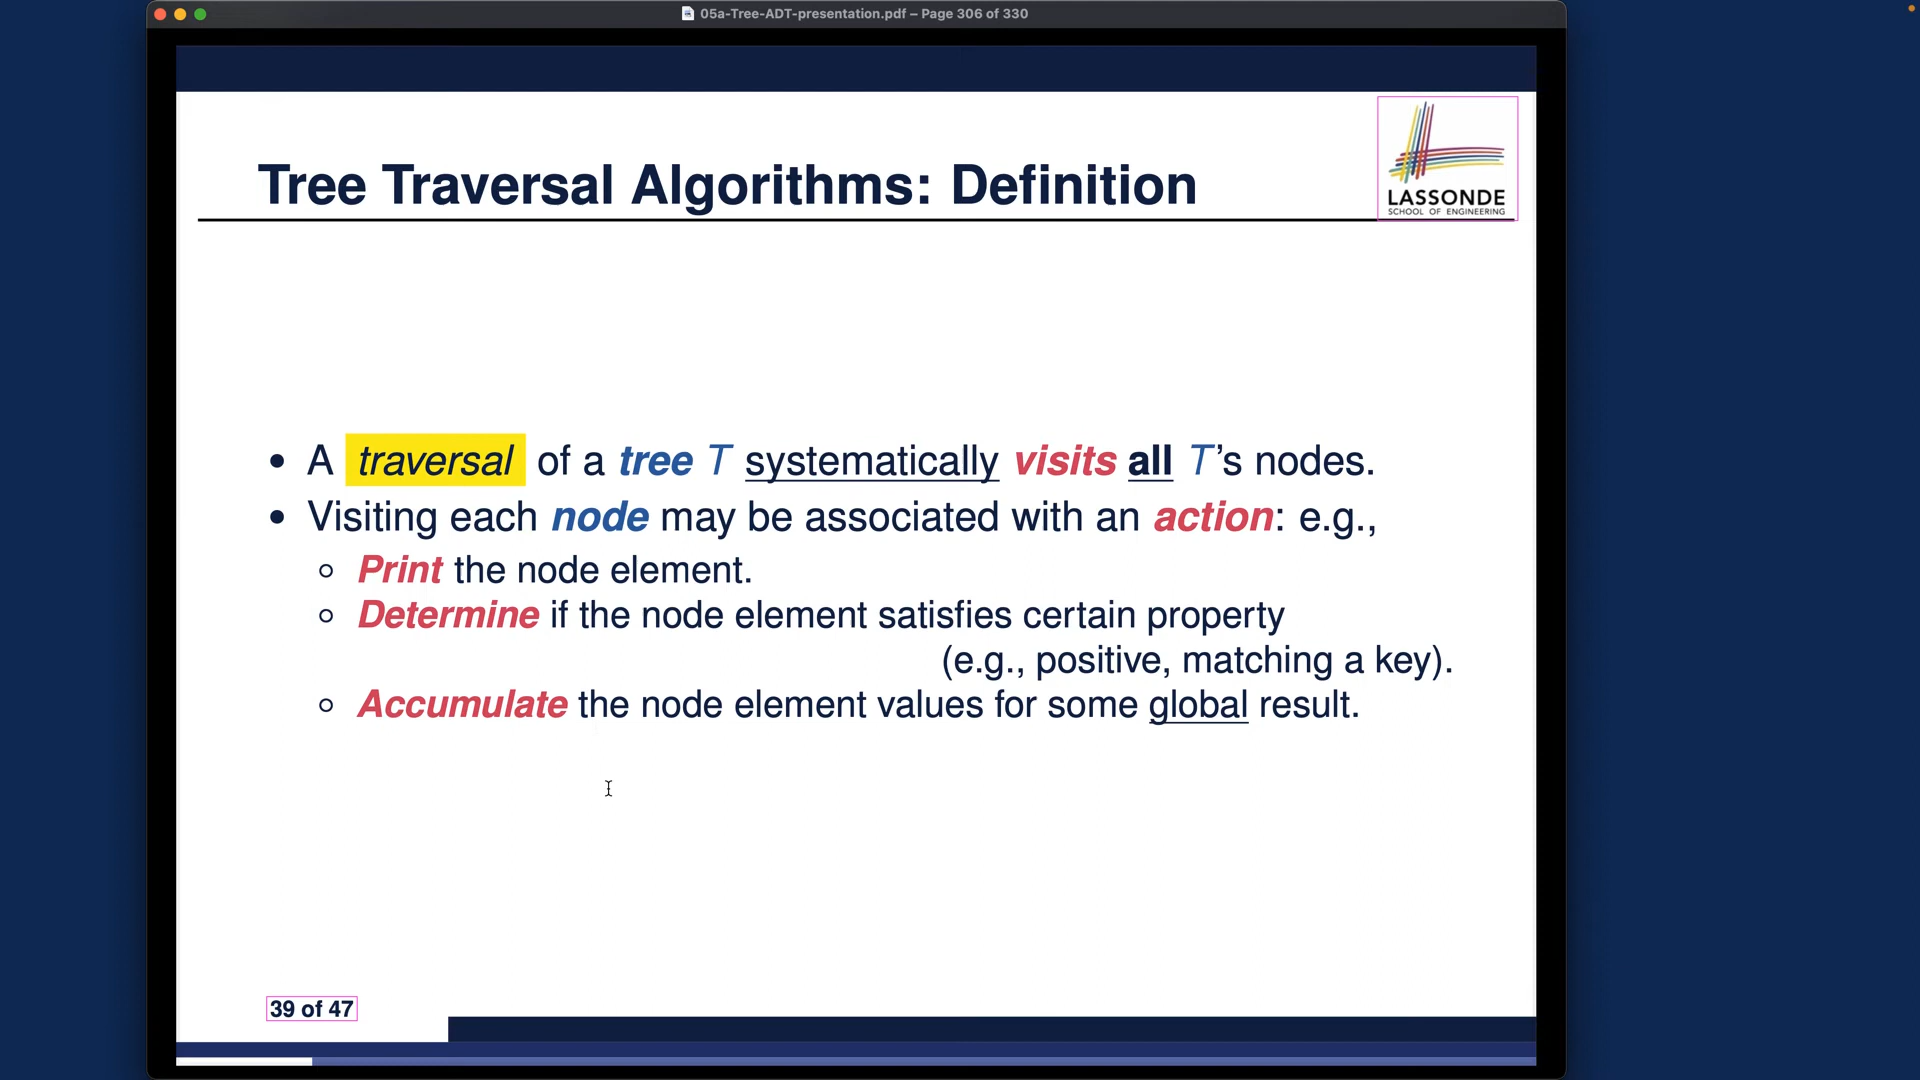 05a-Tree-ADT-presentation.pdf – Page 306 of 330
LASSONDE
SCHOOL OF ENGINEERING
Tree Traversal Algorithms: Definition
• A traversal of a tree T systematically visits all T's nodes.
• Visiting each node may be associated with an action: e.g.,
○ Print the node element.
○ Determine if the node element satisfies certain property
(e.g., positive, matching a key).
○ Accumulate the node element values for some global result.
39 of 47